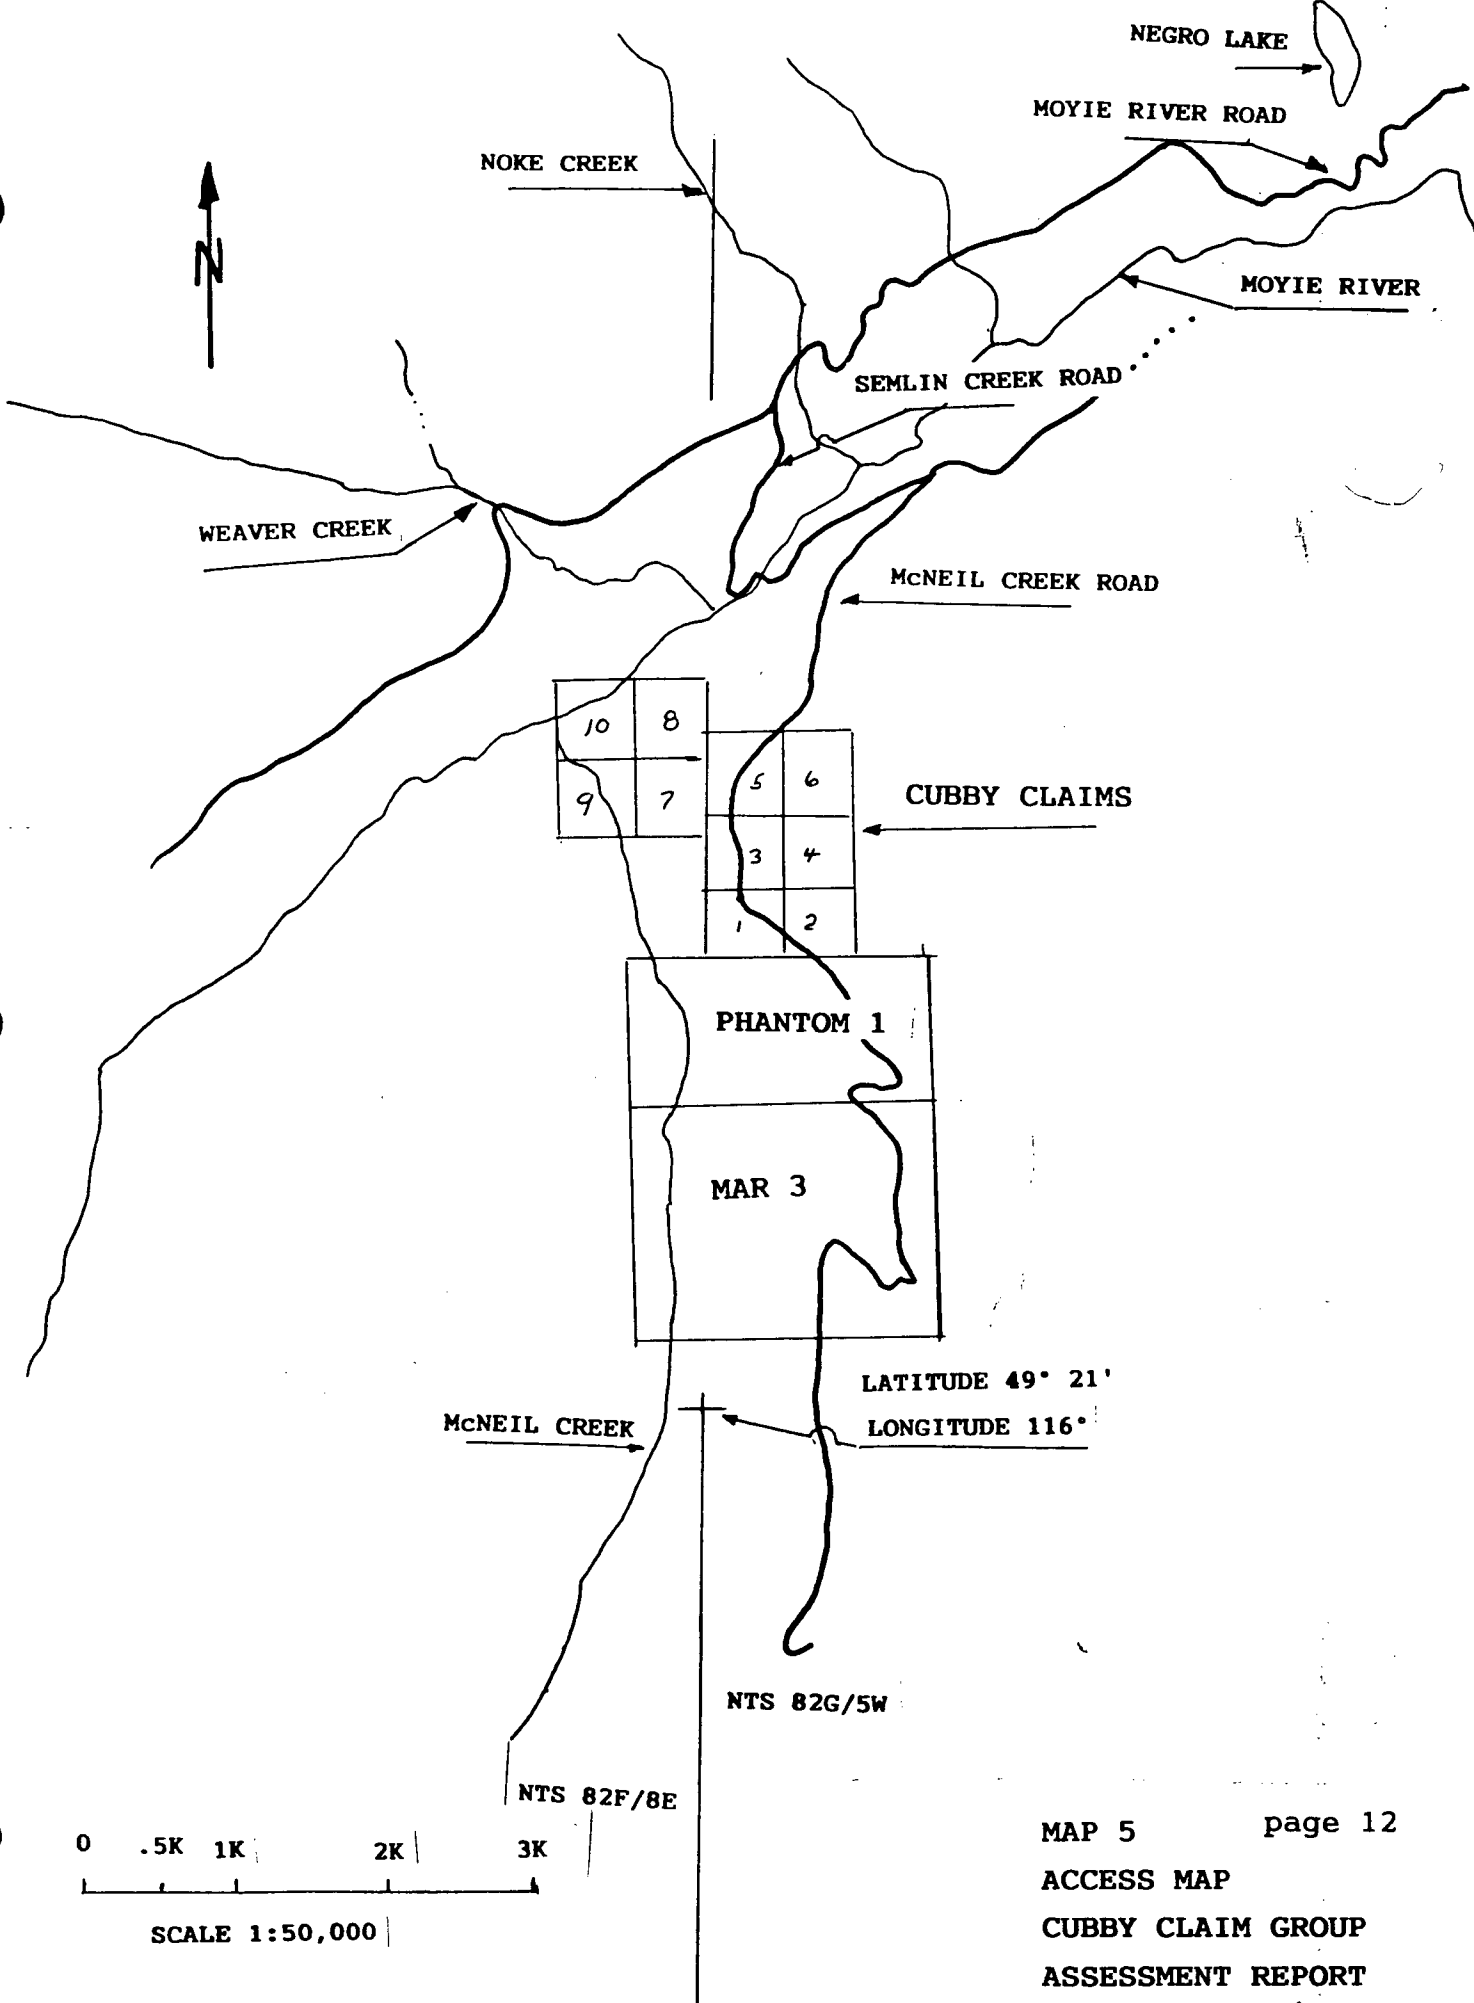 NEGRO LAKE
MOYIE RIVER ROAD
NOKE CREEK
N
MOYIE RIVER
SEMLIN CREEK ROAD
WEAVER CREEK
McNEIL CREEK ROAD
10 8
9 7
5 6
3 4
1 2
CUBBY CLAIMS
PHANTOM 1
MAR 3
LATITUDE 49° 21'
LONGITUDE 116°
McNEIL CREEK
NTS 82G/5W
NTS 82F/8E
0 .5K 1K 2K 3K
SCALE 1:50,000
MAP 5 page 12
ACCESS MAP
CUBBY CLAIM GROUP
ASSESSMENT REPORT